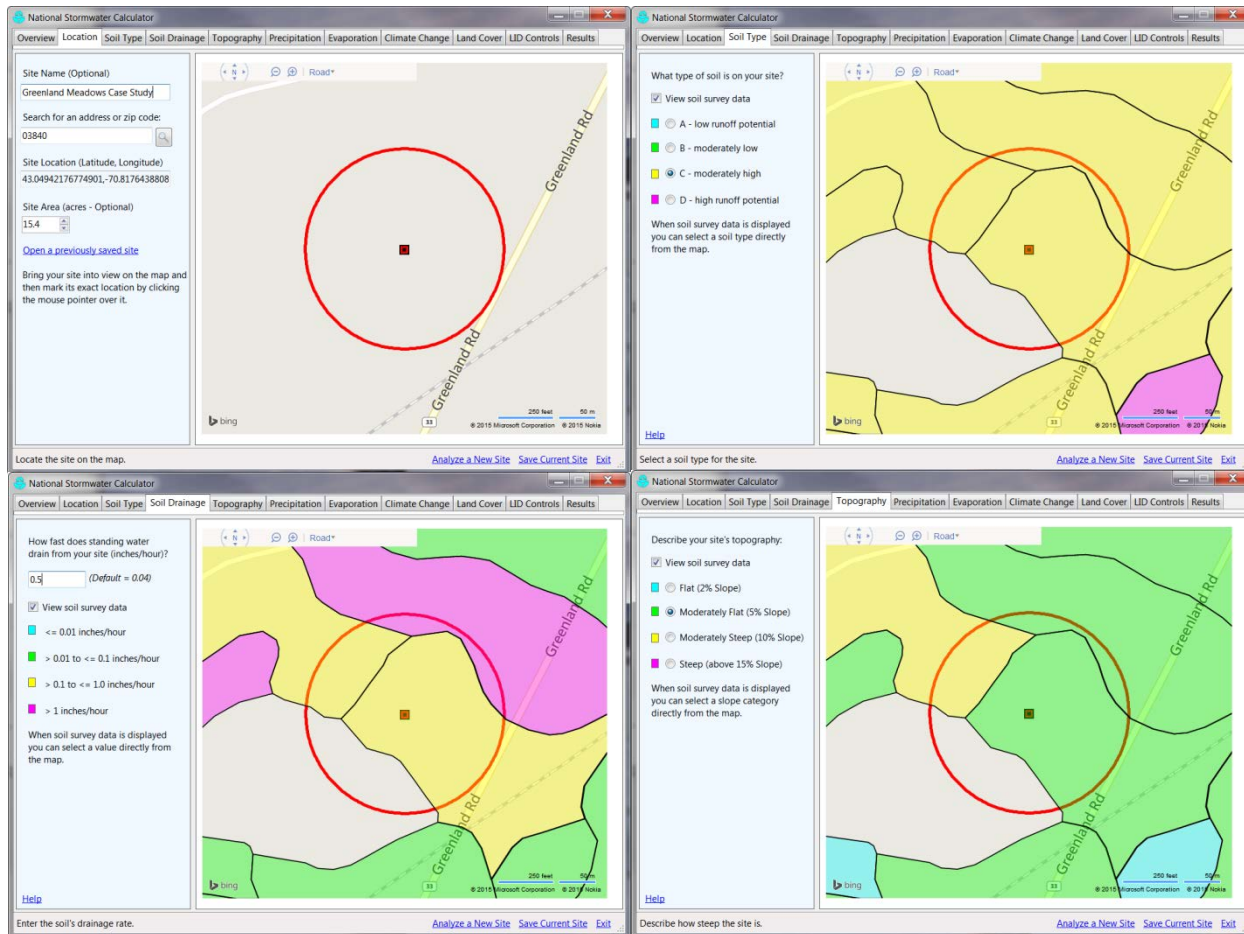 National Stormwater Calculator
Overview Location Soil Type Soil Drainage Topography Precipitation Evaporation Climate Change Land Cover LID Controls Results
Site Name (Optional)
Greenland Meadows Case Study
Search for an address or zip code:
03840
Site Location (Latitude, Longitude)
43.04942176774901,-70.8176438808
Site Area (acres - Optional)
15.4
Open a previously saved site
Bring your site into view on the map and
then mark its exact location by clicking
the mouse pointer over it.
N
Road
Greenland Rd
Greenland Rd
33
bing
250 feet 50 m
© 2015 Microsoft Corporation © 2015 Nokia
Locate the site on the map.
Analyze a New Site Save Current Site Exit
National Stormwater Calculator
Overview Location Soil Type Soil Drainage Topography Precipitation Evaporation Climate Change Land Cover LID Controls Results
What type of soil is on your site?
View soil survey data
A - low runoff potential
B - moderately low
C - moderately high
D - high runoff potential
When soil survey data is displayed
you can select a soil type directly
from the map.
Help
N
Road
Greenland Rd
Greenland Rd
33
bing
250 feet 50 m
© 2015 Microsoft Corporation © 2015 Nokia
Select a soil type for the site.
Analyze a New Site Save Current Site Exit
National Stormwater Calculator
Overview Location Soil Type Soil Drainage Topography Precipitation Evaporation Climate Change Land Cover LID Controls Results
How fast does standing water
drain from your site (inches/hour)?
0.5 (Default = 0.04)
View soil survey data
<= 0.01 inches/hour
> 0.01 to <= 0.1 inches/hour
> 0.1 to <= 1.0 inches/hour
> 1 inches/hour
When soil survey data is displayed
you can select a value directly from
the map.
Help
N
Road
Greenland Rd
Greenland Rd
33
bing
250 feet 50 m
© 2015 Microsoft Corporation © 2015 Nokia
Enter the soil's drainage rate.
Analyze a New Site Save Current Site Exit
National Stormwater Calculator
Overview Location Soil Type Soil Drainage Topography Precipitation Evaporation Climate Change Land Cover LID Controls Results
Describe your site's topography:
View soil survey data
Flat (2% Slope)
Moderately Flat (5% Slope)
Moderately Steep (10% Slope)
Steep (above 15% Slope)
When soil survey data is displayed
you can select a slope category
directly from the map.
Help
N
Road
Greenland Rd
Greenland Rd
33
bing
250 feet 50 m
© 2015 Microsoft Corporation © 2015 Nokia
Describe how steep the site is.
Analyze a New Site Save Current Site Exit